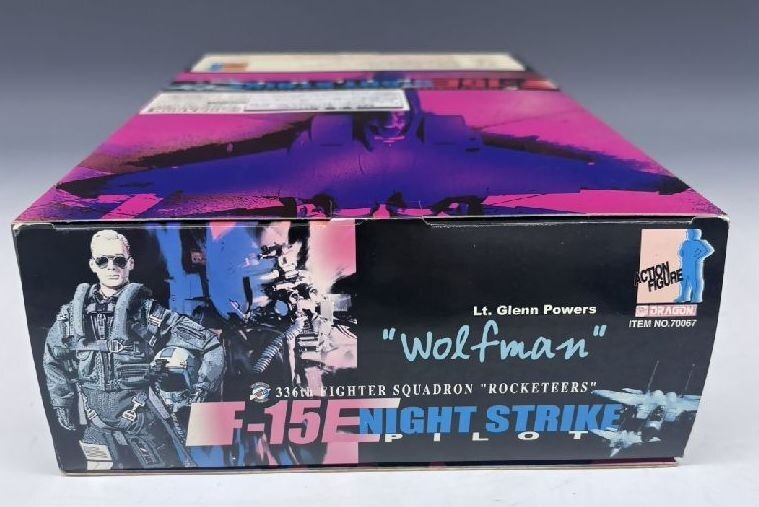 Lt. Glenn Powers
"Wolfman"
336th FIGHTER SQUADRON "ROCKETEERS"
F-15E NIGHT STRIKE
PILOT
ACTION
FIGURE
DRAGON
ITEM NO.70067